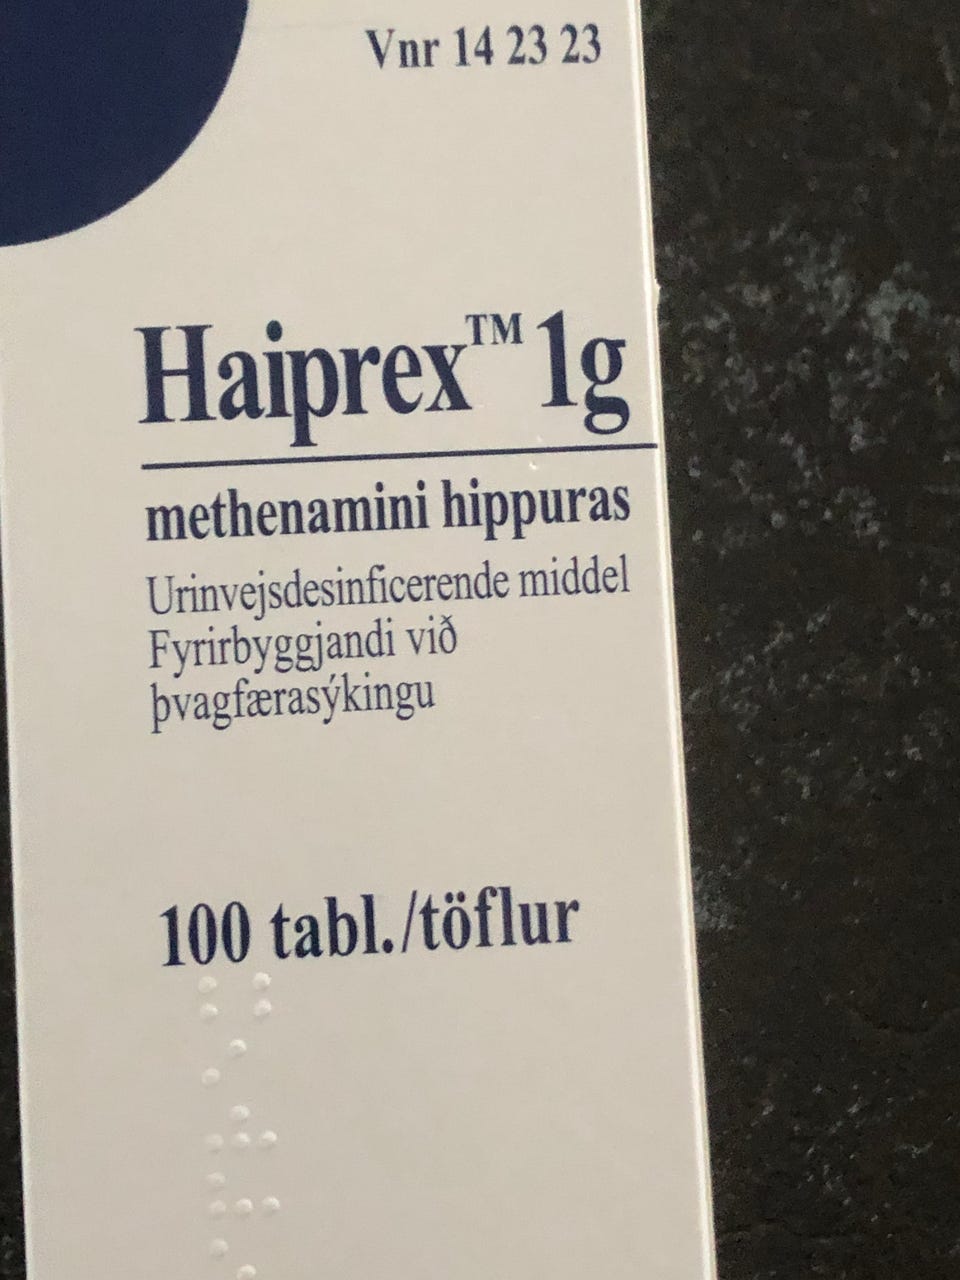 Vnr 14 23 23
Haiprex™ 1g
methenamini hippuras
Urinvejsdesinficerende middel
Fyrirbyggjandi við
þvagfærasýkingu
100 tabl./töflur